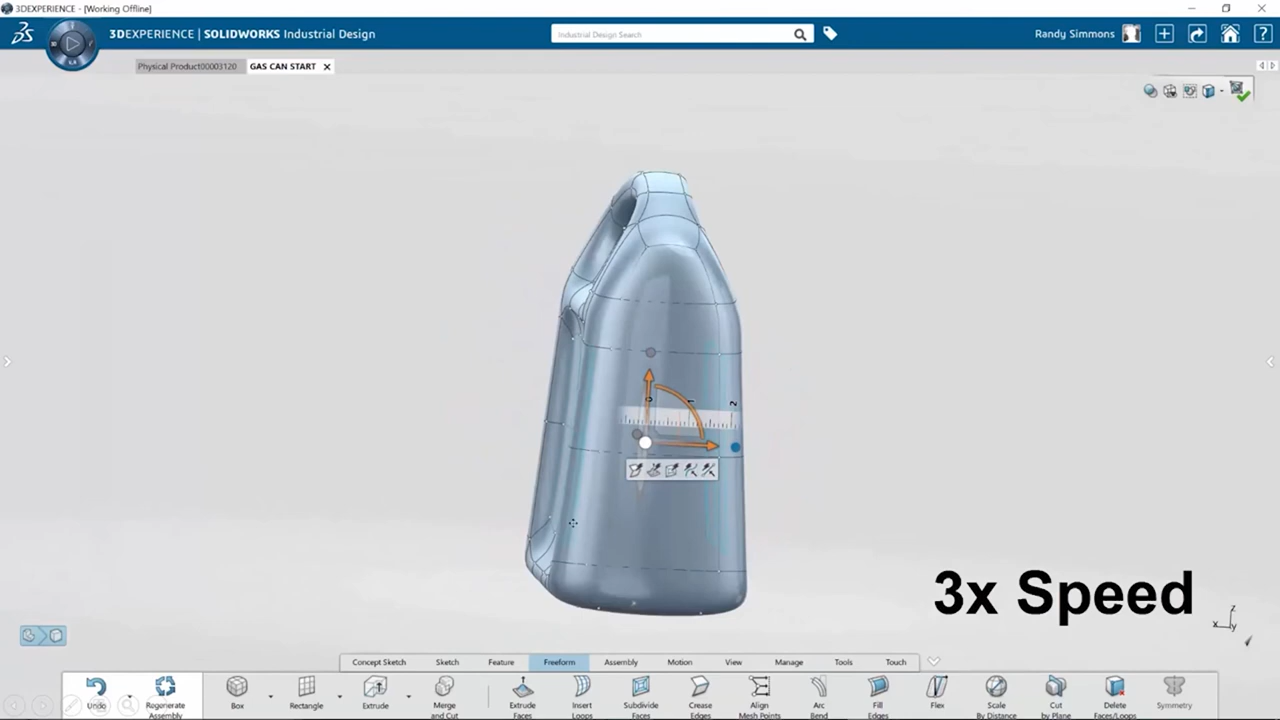 3DEXPERIENCE - [Working Offline]
3DEXPERIENCE | SOLIDWORKS Industrial Design
Industrial Design Search
Randy Simmons
Physical Product00003120
GAS CAN START
0 1 2
3x Speed
z
x
y
Concept Sketch
Sketch
Feature
Freeform
Assembly
Motion
View
Manage
Tools
Touch
Undo
Regenerate
Assembly
Box
Rectangle
Extrude
Merge
and Cut
Extrude
Faces
Insert
Loops
Subdivide
Faces
Crease
Edges
Align
Mesh Points
Arc
Bend
Fill
Edges
Flex
Scale
By Distance
Cut
by Plane
Delete
Faces/Loops
Symmetry